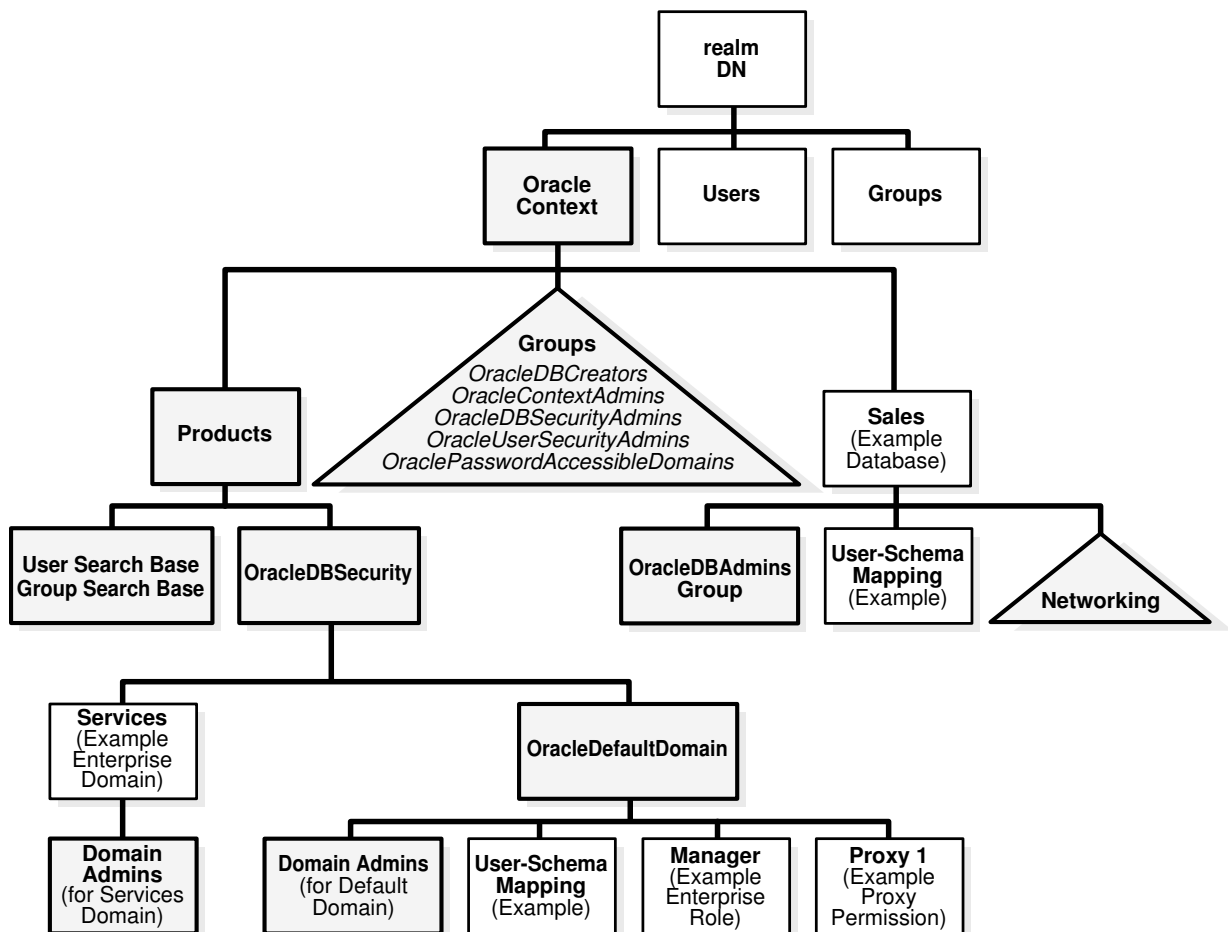 realm
DN
Oracle
Context
Users
Groups
Groups
OracleDBCreators
OracleContextAdmins
OracleDBSecurityAdmins
OracleUserSecurityAdmins
OraclePasswordAccessibleDomains
Products
Sales
(Example
Database)
User Search Base
Group Search Base
OracleDBSecurity
OracleDBAdmins
Group
User-Schema
Mapping
(Example)
Networking
Services
(Example
Enterprise
Domain)
OracleDefaultDomain
Domain
Admins
(for Services
Domain)
Domain Admins
(for Default
Domain)
User-Schema
Mapping
(Example)
Manager
(Example
Enterprise
Role)
Proxy 1
(Example
Proxy
Permission)